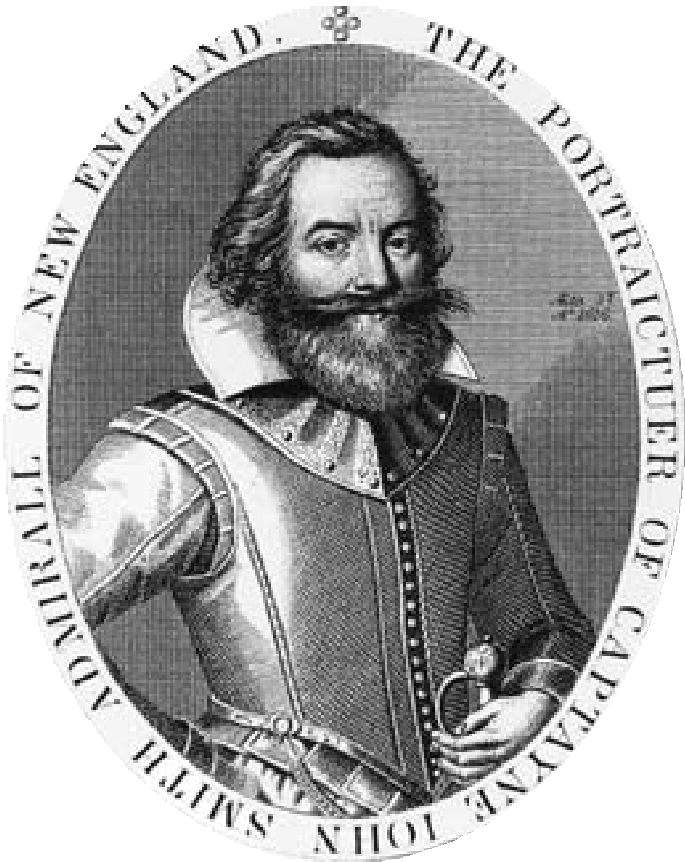 THE PORTRAICTUER OF CAPTAYNE IOHN SMITH ADMIRALL OF NEW ENGLAND.